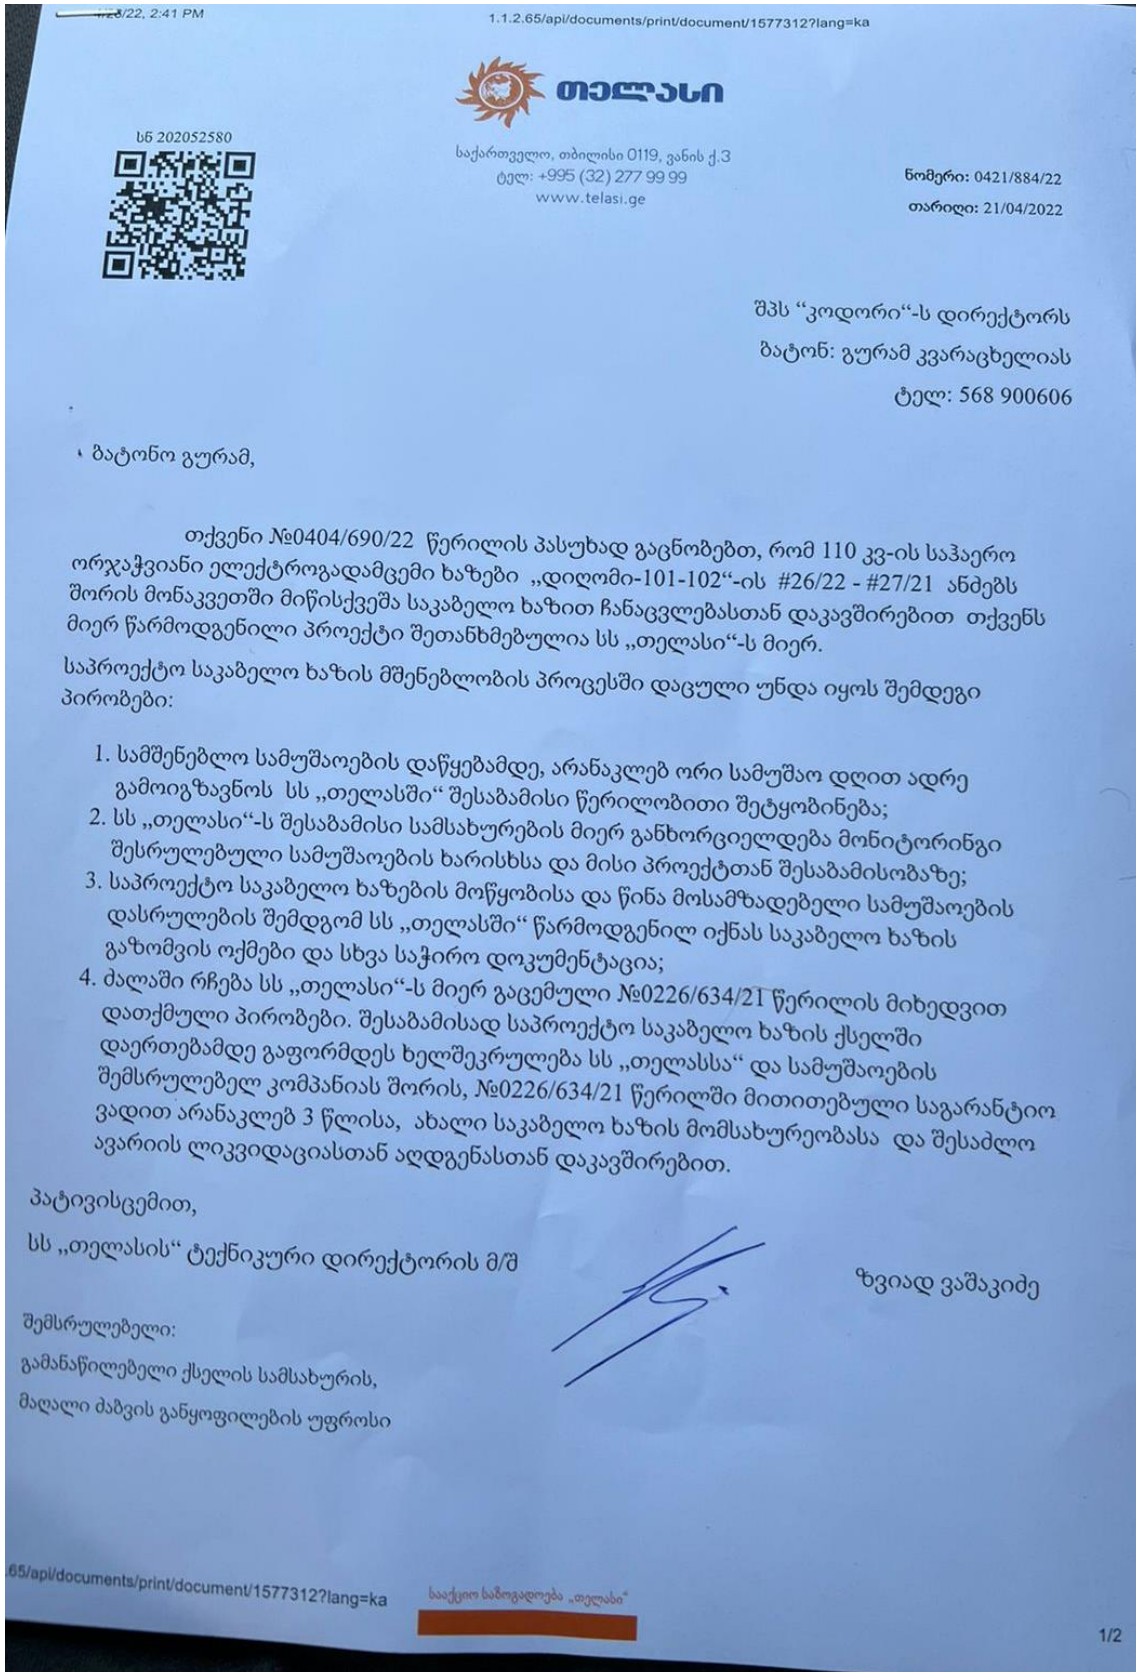 /22, 2:41 PM
1.1.2.65/api/documents/print/document/1577312?lang=ka
თელასი
სნ 202052580
საქართველო, თბილისი 0119, ვანის ქ.3
ტელ: +995 (32) 277 99 99
www.telasi.ge
ნომერი: 0421/884/22
თარიღი: 21/04/2022
შპს “კოდორი“-ს დირექტორს
ბატონ: გურამ კვარაცხელიას
ტელ: 568 900606
ბატონო გურამ,
თქვენი №0404/690/22 წერილის პასუხად გაცნობებთ, რომ 110 კვ-ის საჰაერო
ორჯაჭვიანი ელექტროგადამცემი ხაზები „დიღომი-101-102“-ის #26/22 - #27/21 ანძებს
შორის მონაკვეთში მიწისქვეშა საკაბელო ხაზით ჩანაცვლებასთან დაკავშირებით თქვენს
მიერ წარმოდგენილი პროექტი შეთანხმებულია სს „თელასი“-ს მიერ.
საპროექტო საკაბელო ხაზის მშენებლობის პროცესში დაცული უნდა იყოს შემდეგი
პირობები:
1. სამშენებლო სამუშაოების დაწყებამდე, არანაკლებ ორი სამუშაო დღით ადრე
გამოიგზავნოს სს „თელასში“ შესაბამისი წერილობითი შეტყობინება;
2. სს „თელასი“-ს შესაბამისი სამსახურების მიერ განხორციელდება მონიტორინგი
შესრულებული სამუშაოების ხარისხსა და მისი პროექტთან შესაბამისობაზე;
3. საპროექტო საკაბელო ხაზების მოწყობისა და წინა მოსამზადებელი სამუშაოების
დასრულების შემდგომ სს „თელასში“ წარმოდგენილ იქნას საკაბელო ხაზის
გაზომვის ოქმები და სხვა საჭირო დოკუმენტაცია;
4. ძალაში რჩება სს „თელასი“-ს მიერ გაცემული №0226/634/21 წერილის მიხედვით
დათქმული პირობები. შესაბამისად საპროექტო საკაბელო ხაზის ქსელში
დაერთებამდე გაფორმდეს ხელშეკრულება სს „თელასსა“ და სამუშაოების
შემსრულებელ კომპანიას შორის, №0226/634/21 წერილში მითითებული საგარანტიო
ვადით არანაკლებ 3 წლისა, ახალი საკაბელო ხაზის მომსახურეობასა და შესაძლო
ავარიის ლიკვიდაციასთან აღდგენასთან დაკავშირებით.
პატივისცემით,
სს „თელასის“ ტექნიკური დირექტორის მ/შ
ზვიად ვაშაკიძე
შემსრულებელი:
გამანაწილებელი ქსელის სამსახურის,
მაღალი ძაბვის განყოფილების უფროსი
.65/api/documents/print/document/1577312?lang=ka
სააქციო საზოგადოება „თელასი“
1/2